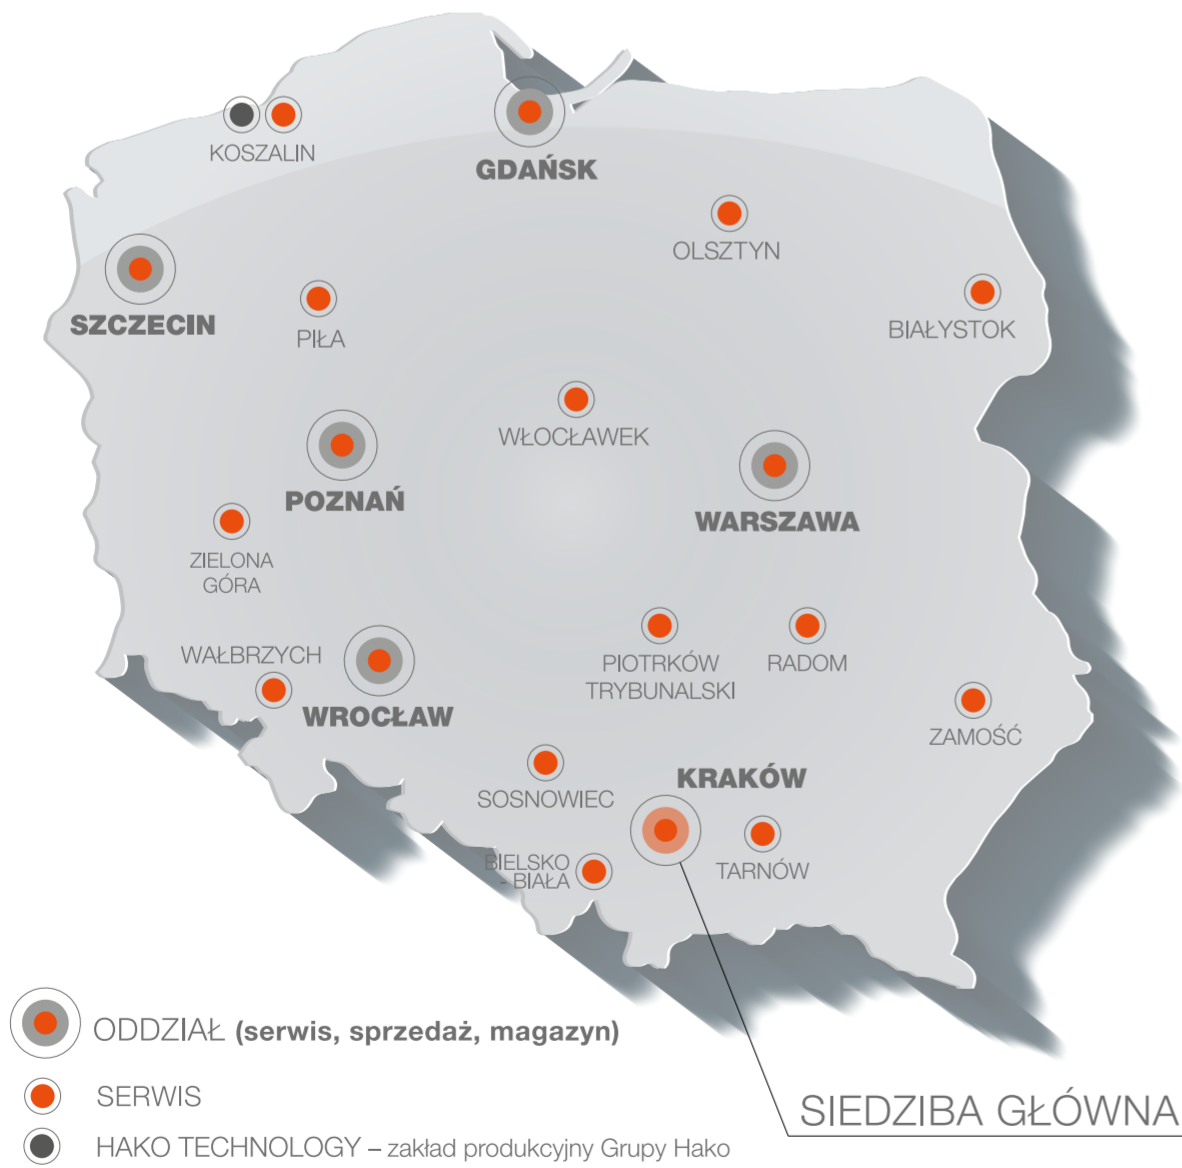 KOSZALIN
GDAŃSK
OLSZTYN
SZCZECIN
PIŁA
BIAŁYSTOK
WŁOCŁAWEK
POZNAŃ
WARSZAWA
ZIELONA
GÓRA
WAŁBRZYCH
PIOTRKÓW
TRYBUNALSKI
RADOM
WROCŁAW
ZAMOŚĆ
SOSNOWIEC
KRAKÓW
BIELSKO
- BIAŁA
TARNÓW
ODDZIAŁ (serwis, sprzedaż, magazyn)
SERWIS
SIEDZIBA GŁÓWNA
HAKO TECHNOLOGY – zakład produkcyjny Grupy Hako